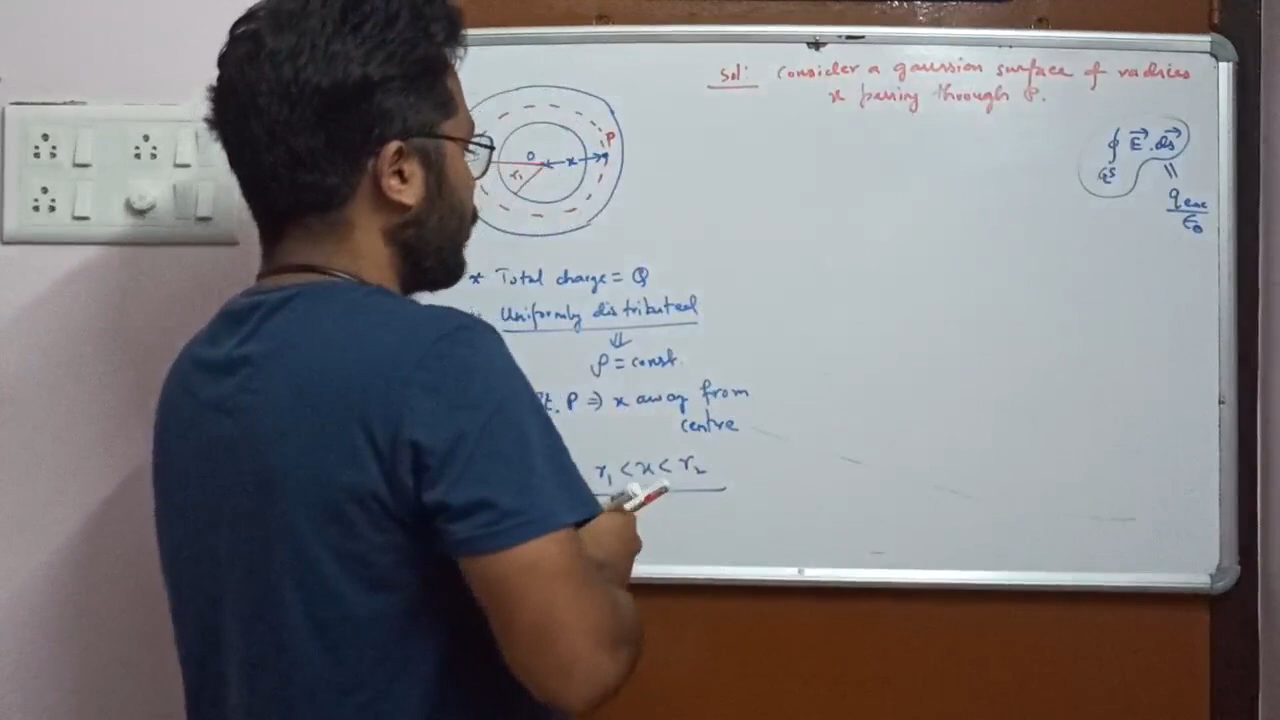 Sol: Consider a gaussian surface of radius
x passing through P.
P
O
x
r₁
∮ E⃗ . ds⃗
GS
||
q enc
ε₀
* Total charge = Q
Uniformly distributed
⇓
ρ = const.
Pt. P ⇒ x away from
centre
r₁ < x < r₂